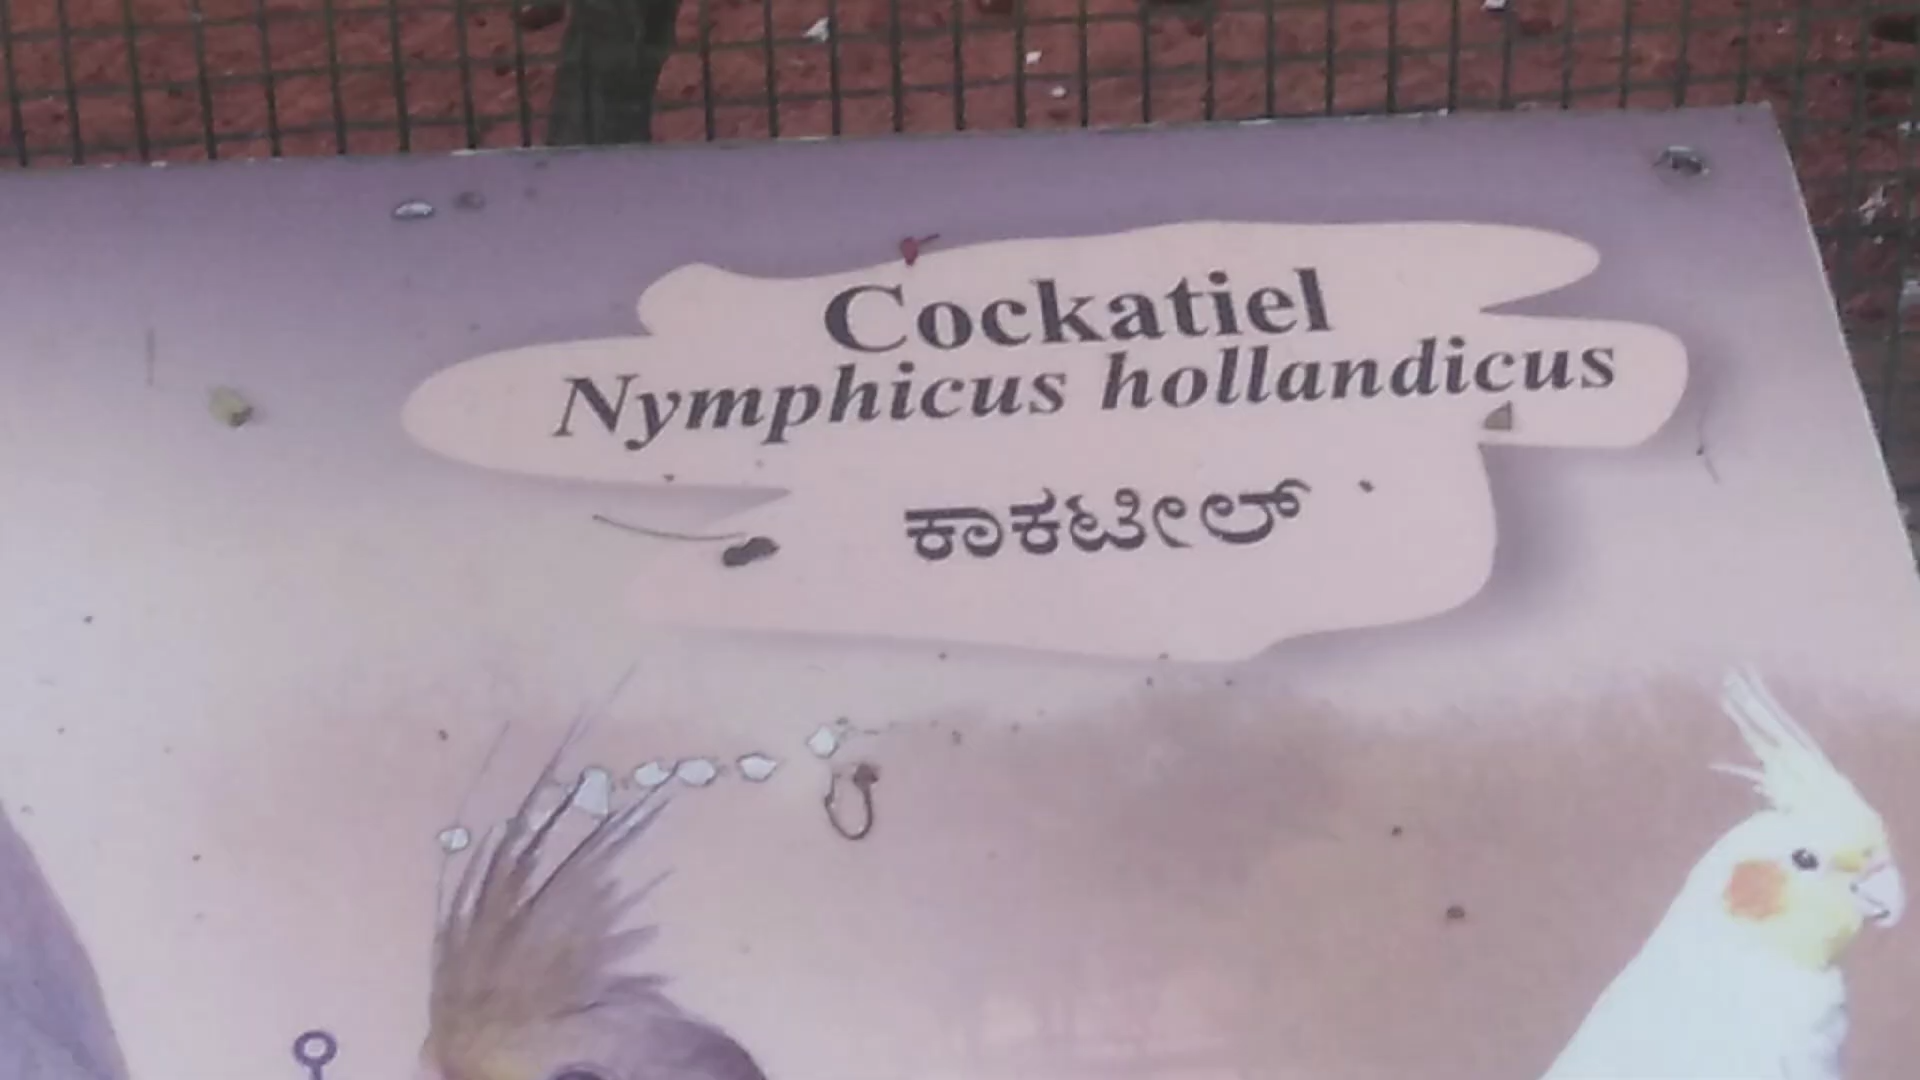 Cockatiel
Nymphicus hollandicus
ಕಾಕಟೀಲ್